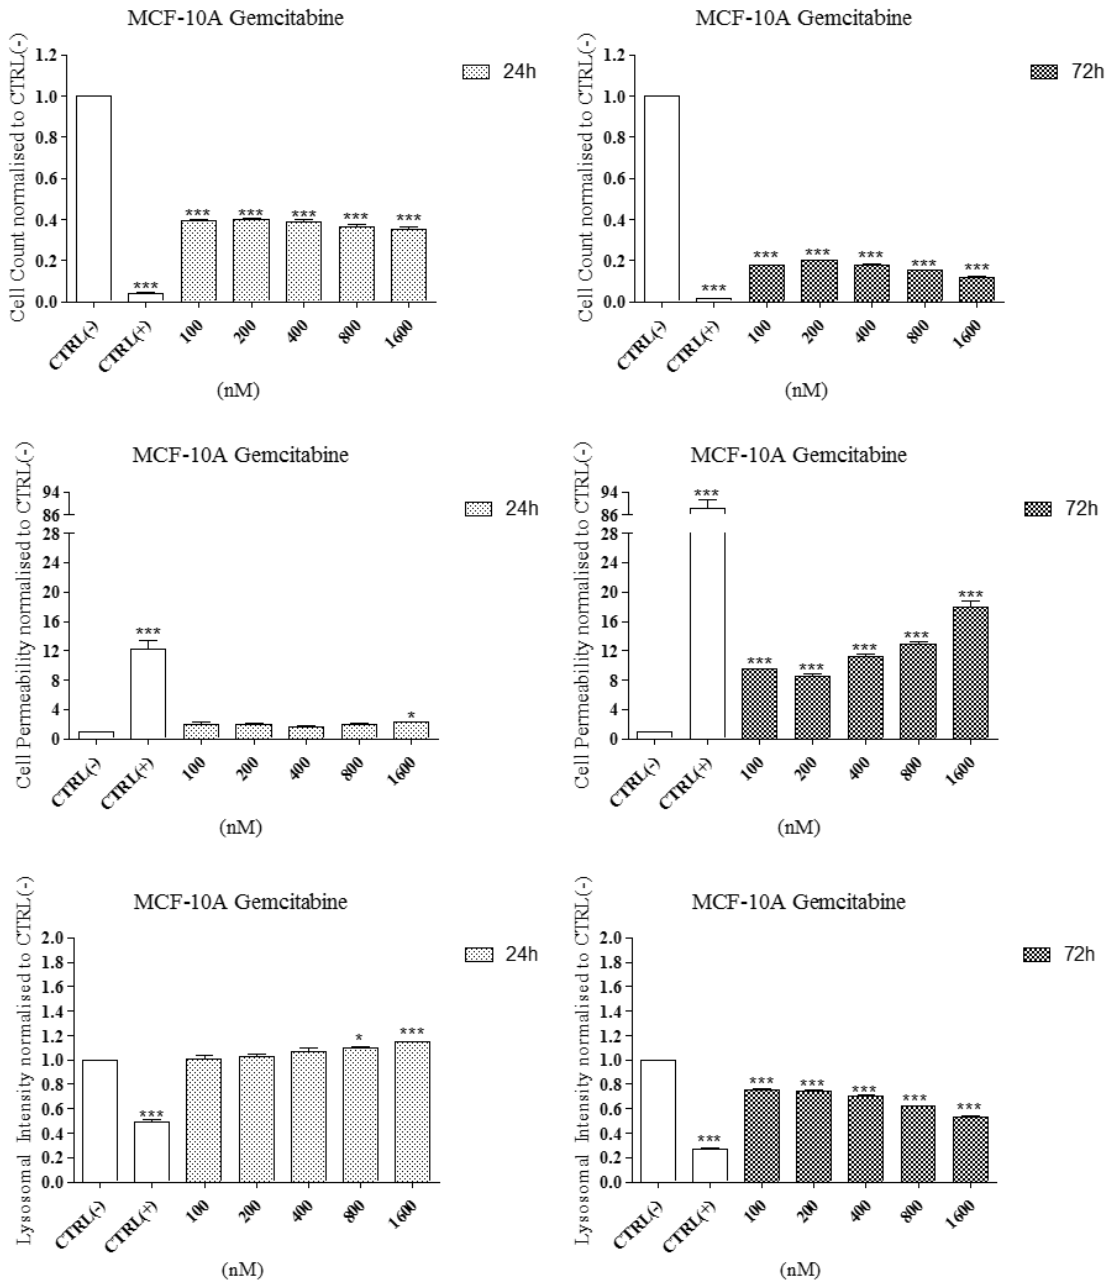 MCF-10A Gemcitabine
Cell Count normalised to CTRL(-)
1.2
1.0
0.8
0.6
0.4
0.2
0.0
*** *** *** *** *** ***
CTRL(-) CTRL(+) 100 200 400 800 1600
(nM)
24h
MCF-10A Gemcitabine
Cell Count normalised to CTRL(-)
1.2
1.0
0.8
0.6
0.4
0.2
0.0
*** *** *** *** *** ***
CTRL(-) CTRL(+) 100 200 400 800 1600
(nM)
72h
MCF-10A Gemcitabine
Cell Permeability normalised to CTRL(-)
94
86
28
24
20
16
12
8
4
0
*** *
CTRL(-) CTRL(+) 100 200 400 800 1600
(nM)
24h
MCF-10A Gemcitabine
Cell Permeability normalised to CTRL(-)
94
86
28
24
20
16
12
8
4
0
*** *** *** *** *** ***
CTRL(-) CTRL(+) 100 200 400 800 1600
(nM)
72h
MCF-10A Gemcitabine
Lysosomal Intensity normalised to CTRL(-)
2.0
1.8
1.6
1.4
1.2
1.0
0.8
0.6
0.4
0.2
0.0
*** * ***
CTRL(-) CTRL(+) 100 200 400 800 1600
(nM)
24h
MCF-10A Gemcitabine
Lysosomal Intensity normalised to CTRL(-)
2.0
1.8
1.6
1.4
1.2
1.0
0.8
0.6
0.4
0.2
0.0
*** *** *** *** *** ***
CTRL(-) CTRL(+) 100 200 400 800 1600
(nM)
72h